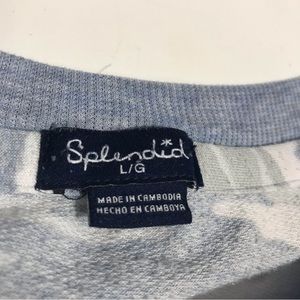 Splendid
L/G
MADE IN CAMBODIA
HECHO EN CAMBOYA